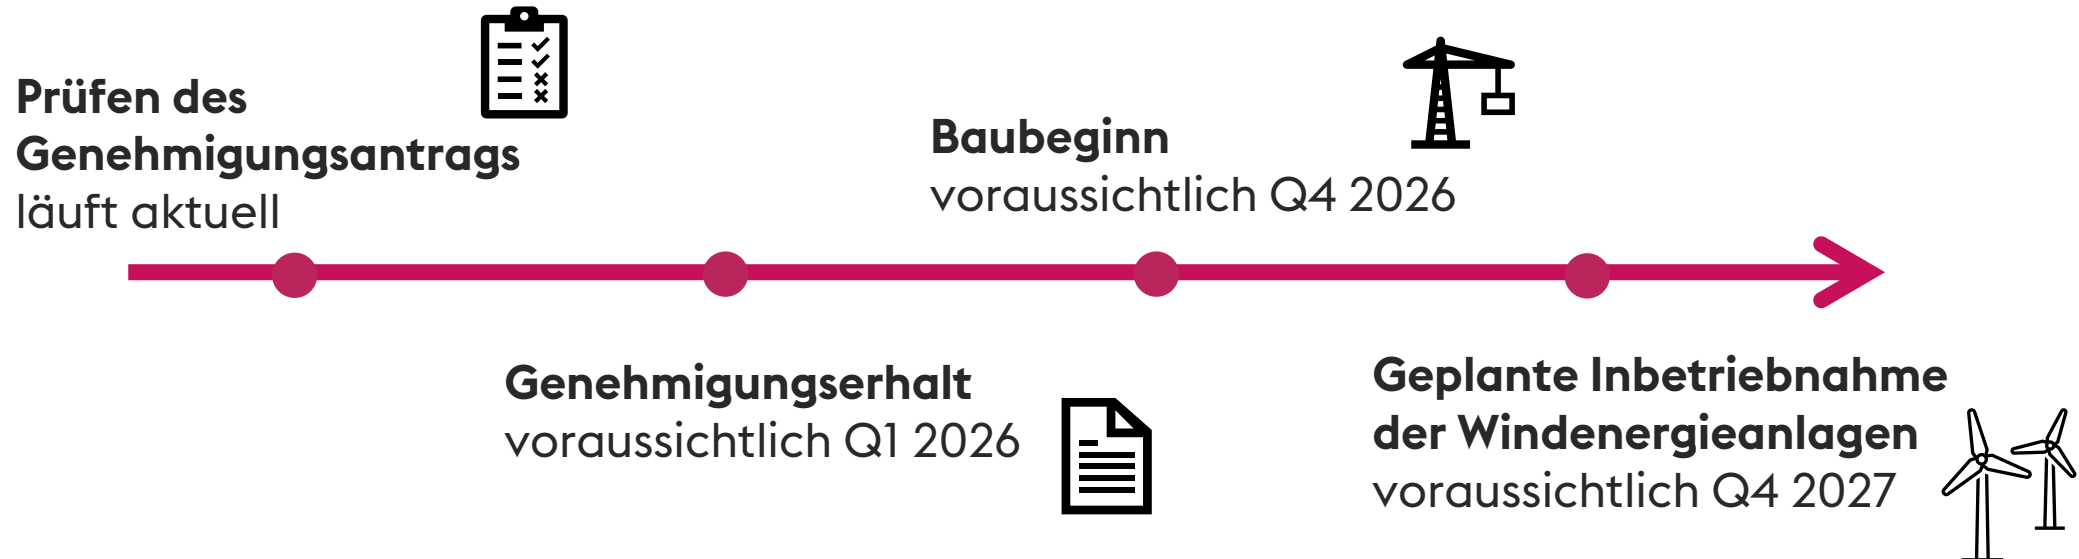 Prüfen des
Genehmigungsantrags
läuft aktuell
Genehmigungserhalt
voraussichtlich Q1 2026
Baubeginn
voraussichtlich Q4 2026
Geplante Inbetriebnahme
der Windenergieanlagen
voraussichtlich Q4 2027